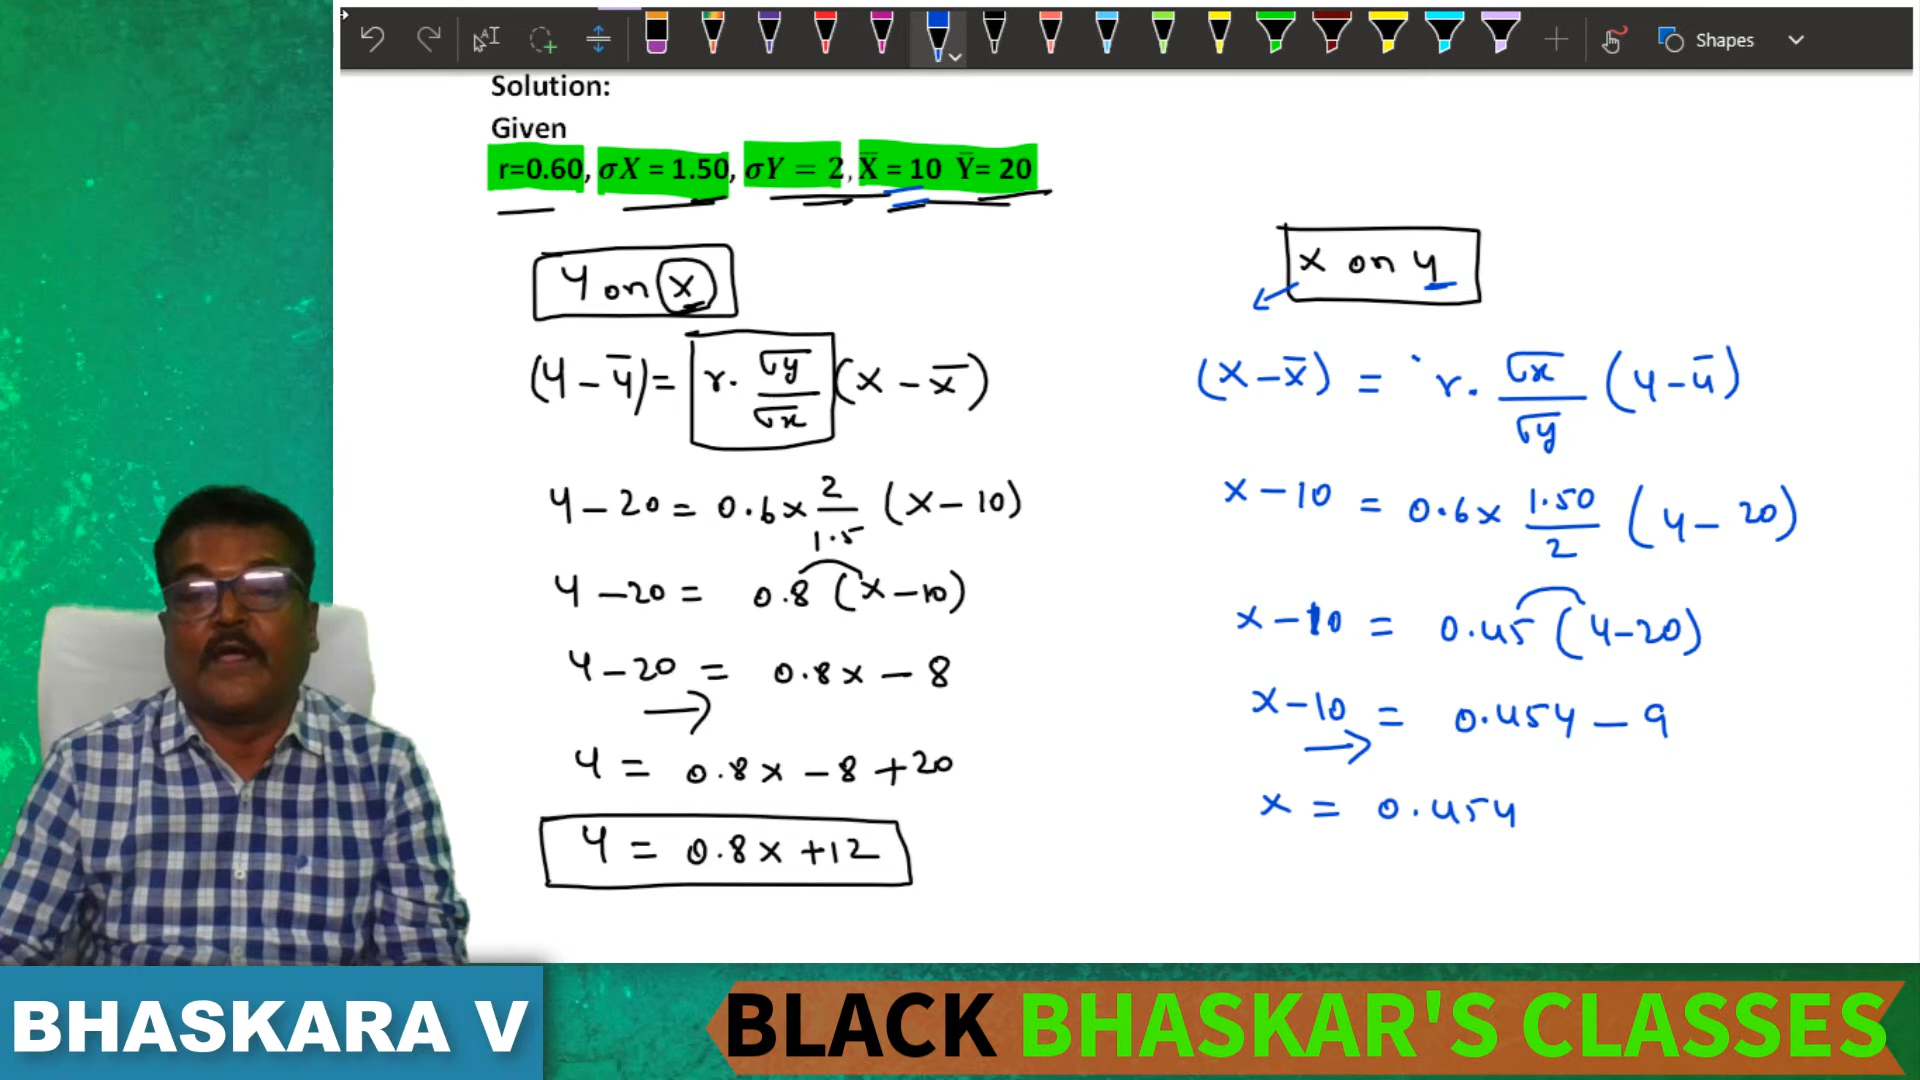 Shapes
Solution:
Given
r=0.60, σX = 1.50, σY = 2, X̅ = 10 Y̅= 20
Y on x
(Y - Y̅) = r. σy/σx (x - x̅)
Y - 20 = 0.6 x 2/1.5 (x - 10)
Y - 20 = 0.8 (x - 10)
Y - 20 = 0.8x - 8
Y = 0.8x - 8 + 20
Y = 0.8x + 12
x on y
(x - x̅) = r. σx/σy (y - y̅)
x - 10 = 0.6 x 1.50/2 (y - 20)
x - 10 = 0.45 (y - 20)
x - 10 = 0.45y - 9
x = 0.45y
BHASKARA V
BLACK BHASKAR'S CLASSES